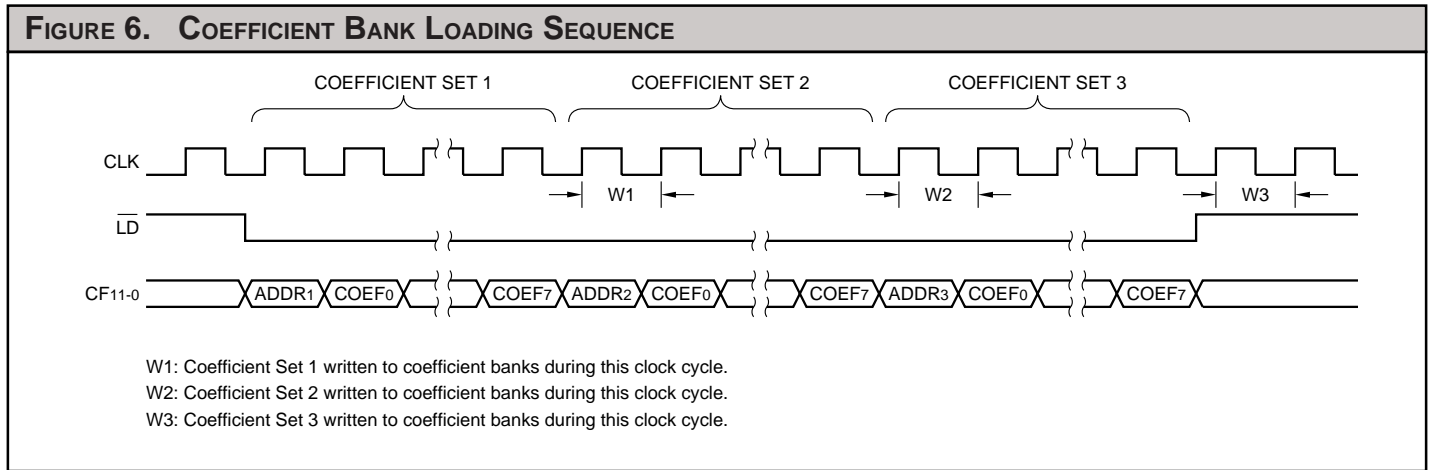 FIGURE 6. COEFFICIENT BANK LOADING SEQUENCE
COEFFICIENT SET 1 COEFFICIENT SET 2 COEFFICIENT SET 3
CLK
W1 W2 W3
LD
CF11-0 ADDR1 COEF0 COEF7 ADDR2 COEF0 COEF7 ADDR3 COEF0 COEF7
W1: Coefficient Set 1 written to coefficient banks during this clock cycle.
W2: Coefficient Set 2 written to coefficient banks during this clock cycle.
W3: Coefficient Set 3 written to coefficient banks during this clock cycle.